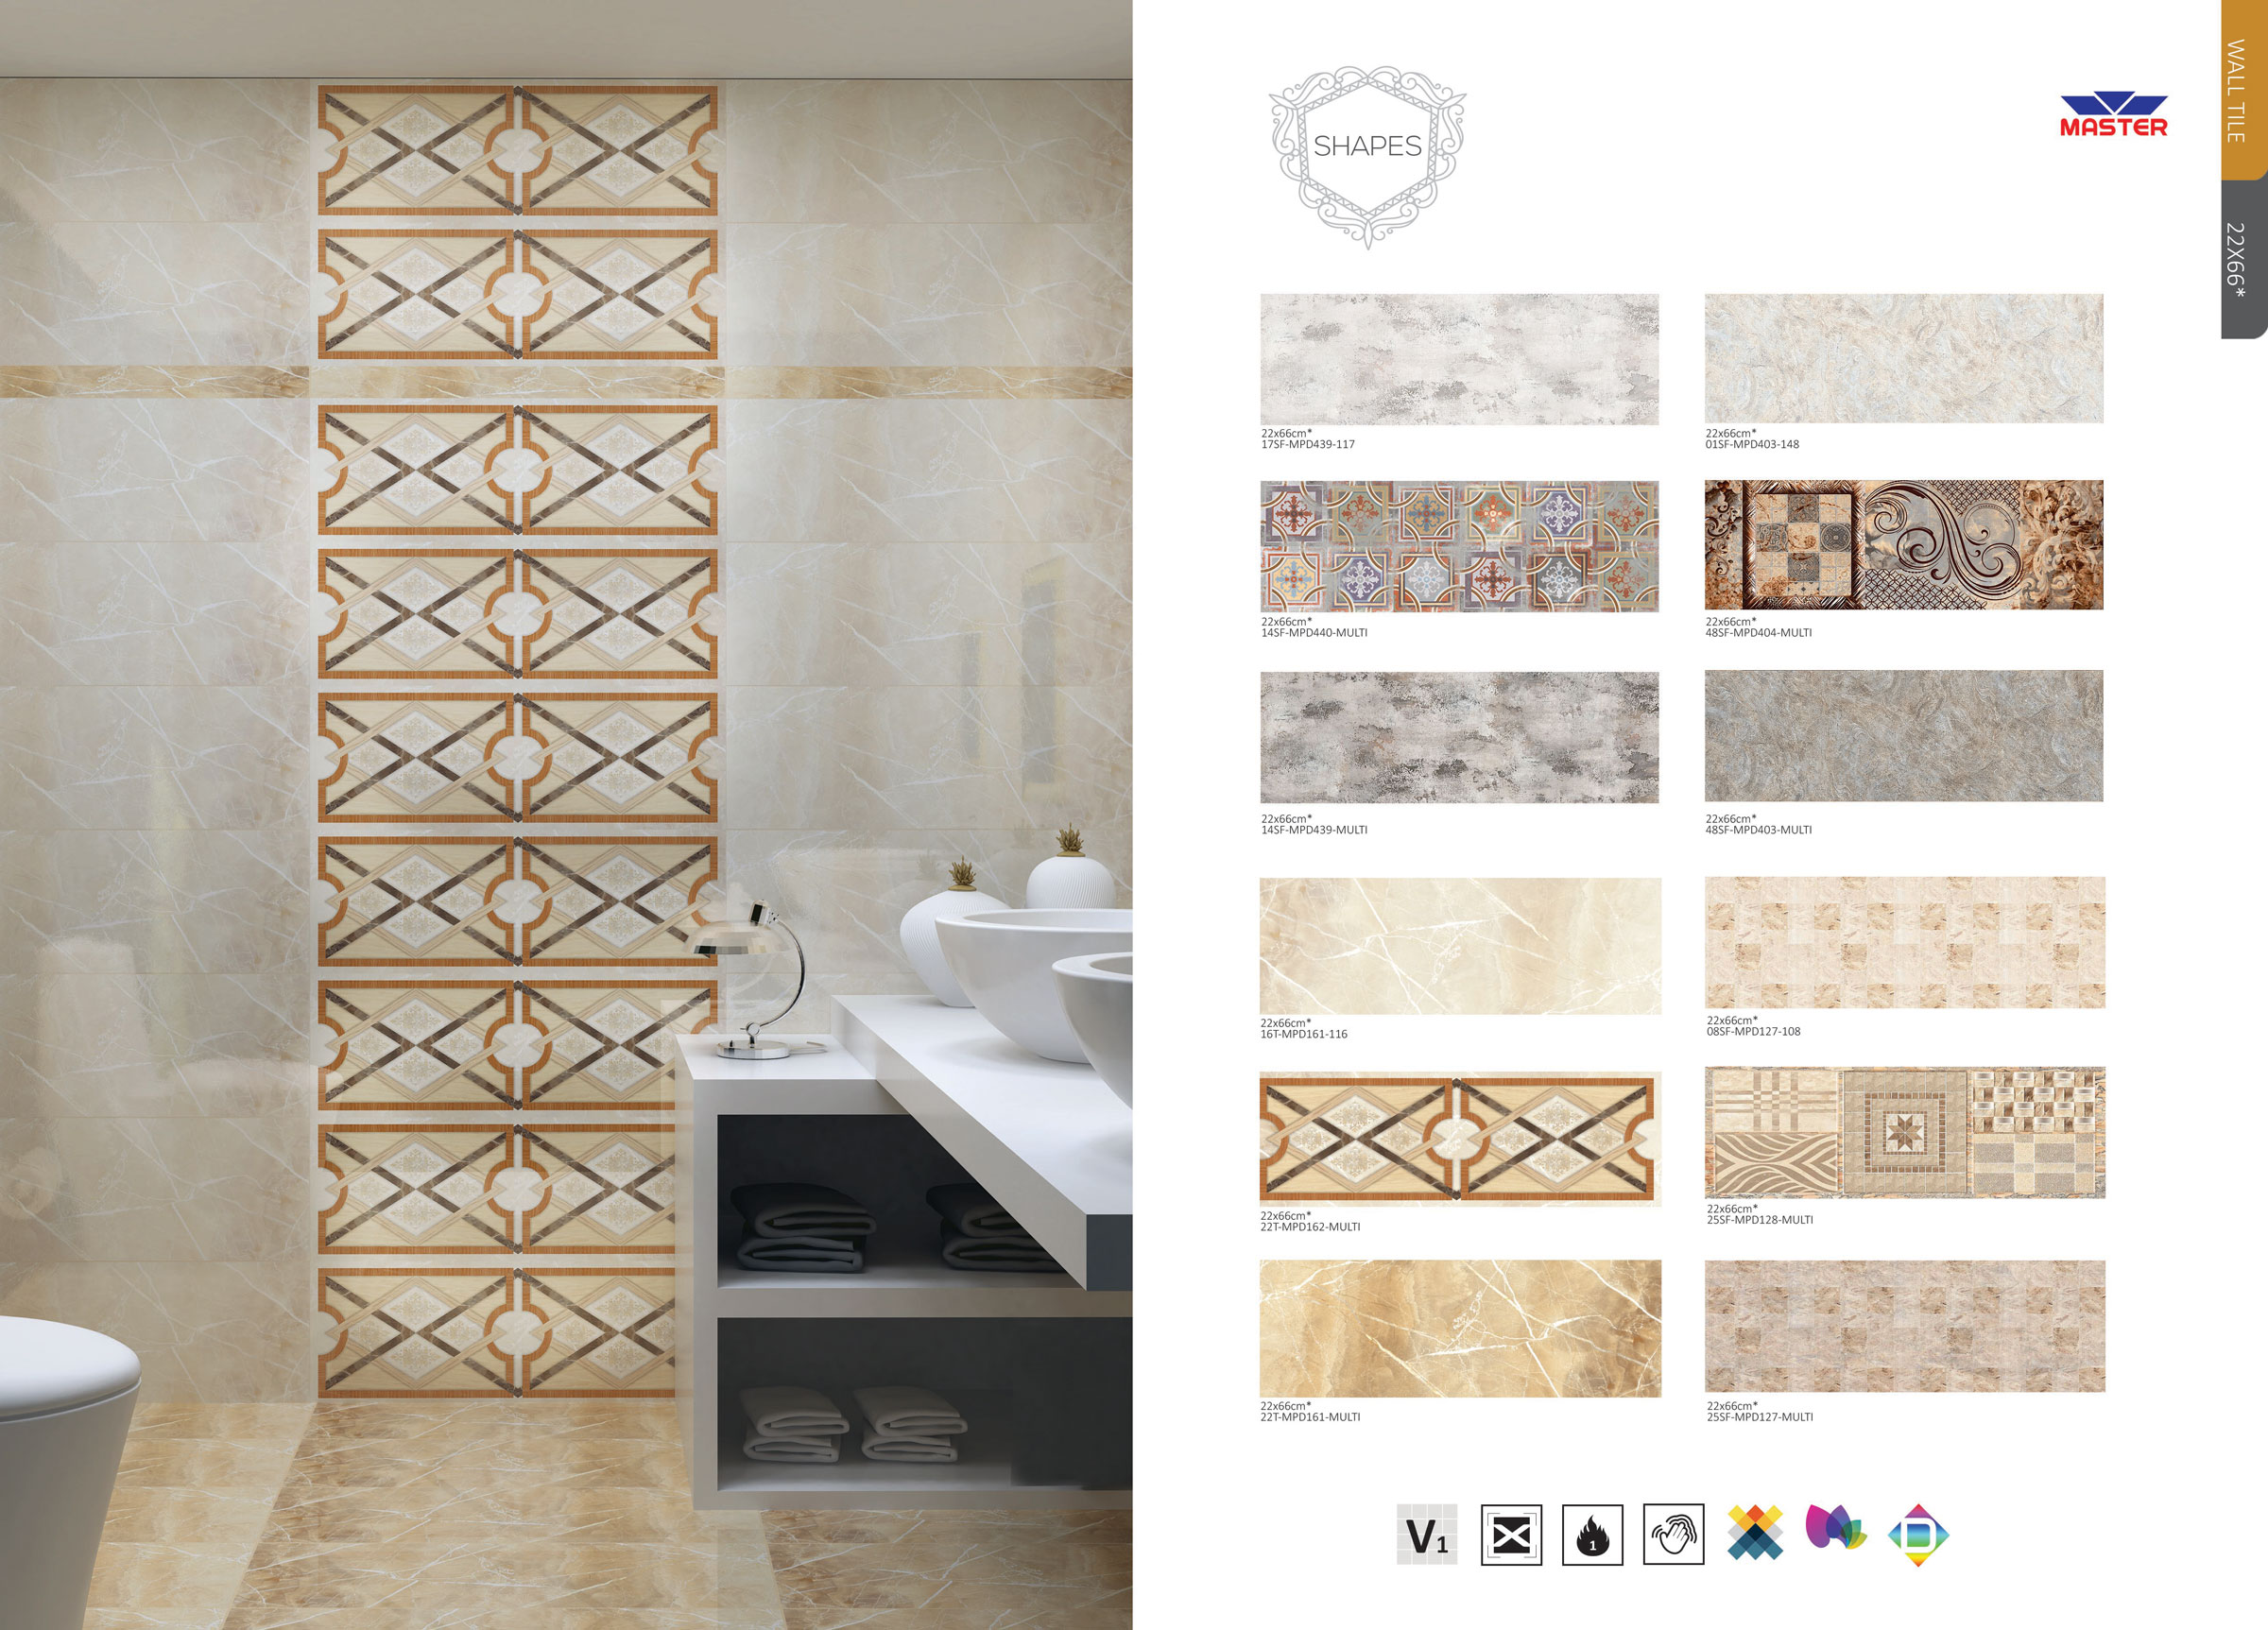 SHAPES
MASTER
WALL TILE
22X66*
22x66cm*
17SF-MPD439-117
22x66cm*
01SF-MPD403-148
22x66cm*
14SF-MPD440-MULTI
22x66cm*
48SF-MPD404-MULTI
22x66cm*
14SF-MPD439-MULTI
22x66cm*
48SF-MPD403-MULTI
22x66cm*
16T-MPD161-116
22x66cm*
08SF-MPD127-108
22x66cm*
22T-MPD162-MULTI
22x66cm*
25SF-MPD128-MULTI
22x66cm*
22T-MPD161-MULTI
22x66cm*
25SF-MPD127-MULTI
V1
1
D